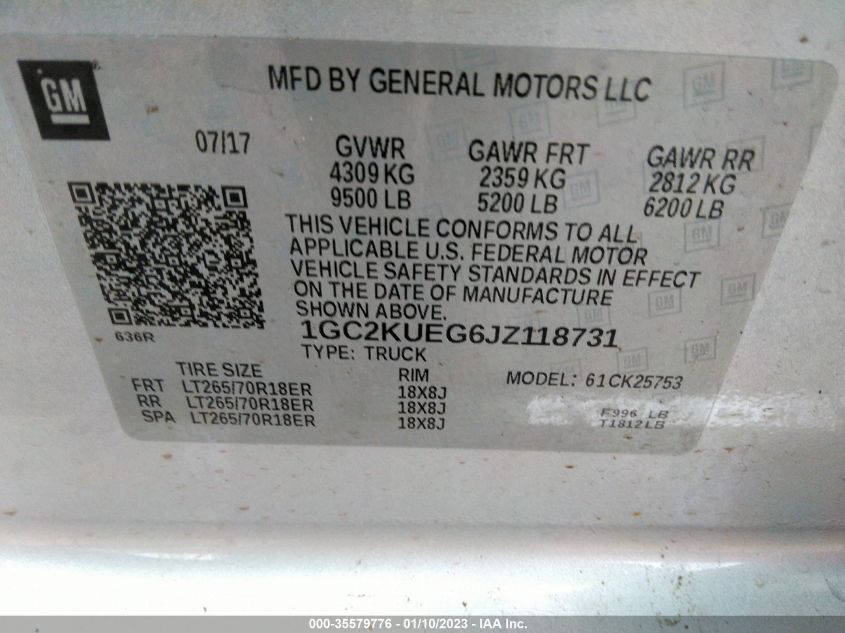 GM
MFD BY GENERAL MOTORS LLC
07/17
GVWR
4309 KG
9500 LB
GAWR FRT
2359 KG
5200 LB
GAWR RR
2812 KG
6200 LB
THIS VEHICLE CONFORMS TO ALL
APPLICABLE U.S. FEDERAL MOTOR
VEHICLE SAFETY STANDARDS IN EFFECT
ON THE DATE OF MANUFACTURE
SHOWN ABOVE.
636R
1GC2KUEG6JZ118731
TYPE: TRUCK
TIRE SIZE RIM MODEL: 61CK25753
FRT LT265/70R18ER 18X8J
RR LT265/70R18ER 18X8J
SPA LT265/70R18ER 18X8J
F996 LB
T1812LB
000-35579776 - 01/10/2023 - IAA Inc.